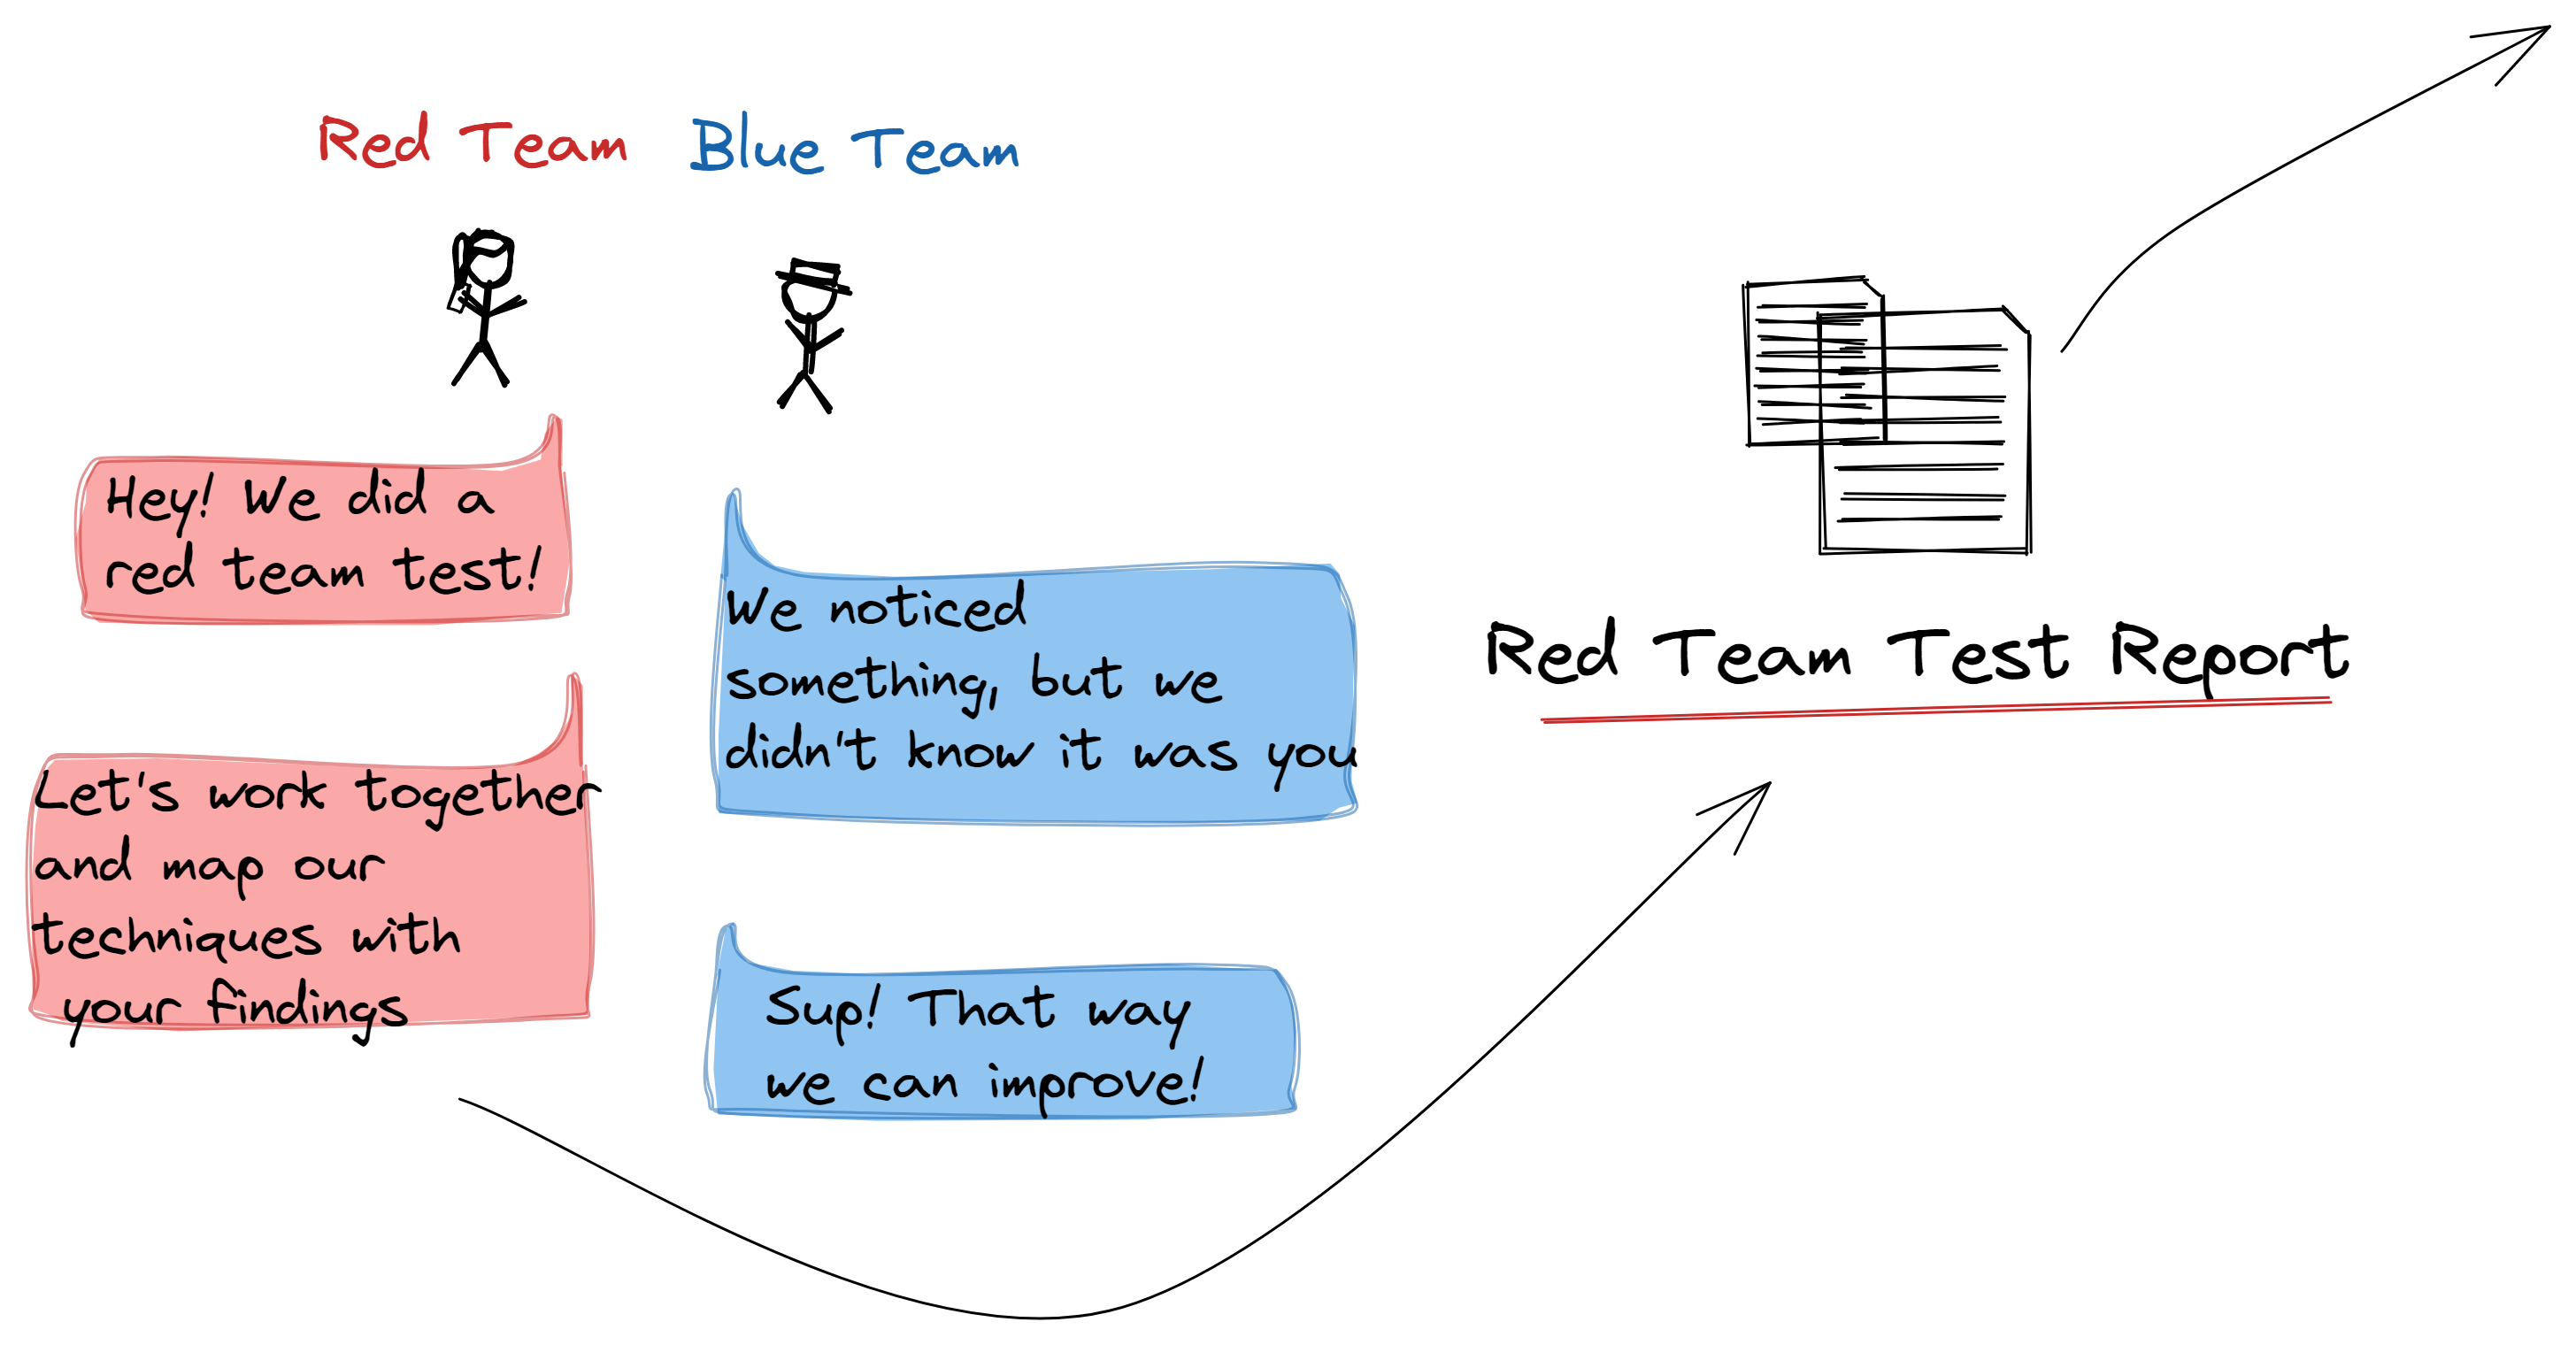 Red Team
Blue Team
Hey! We did a
red team test!
We noticed
something, but we
didn't know it was you
Let's work together
and map our
techniques with
your findings
Sup! That way
we can improve!
Red Team Test Report